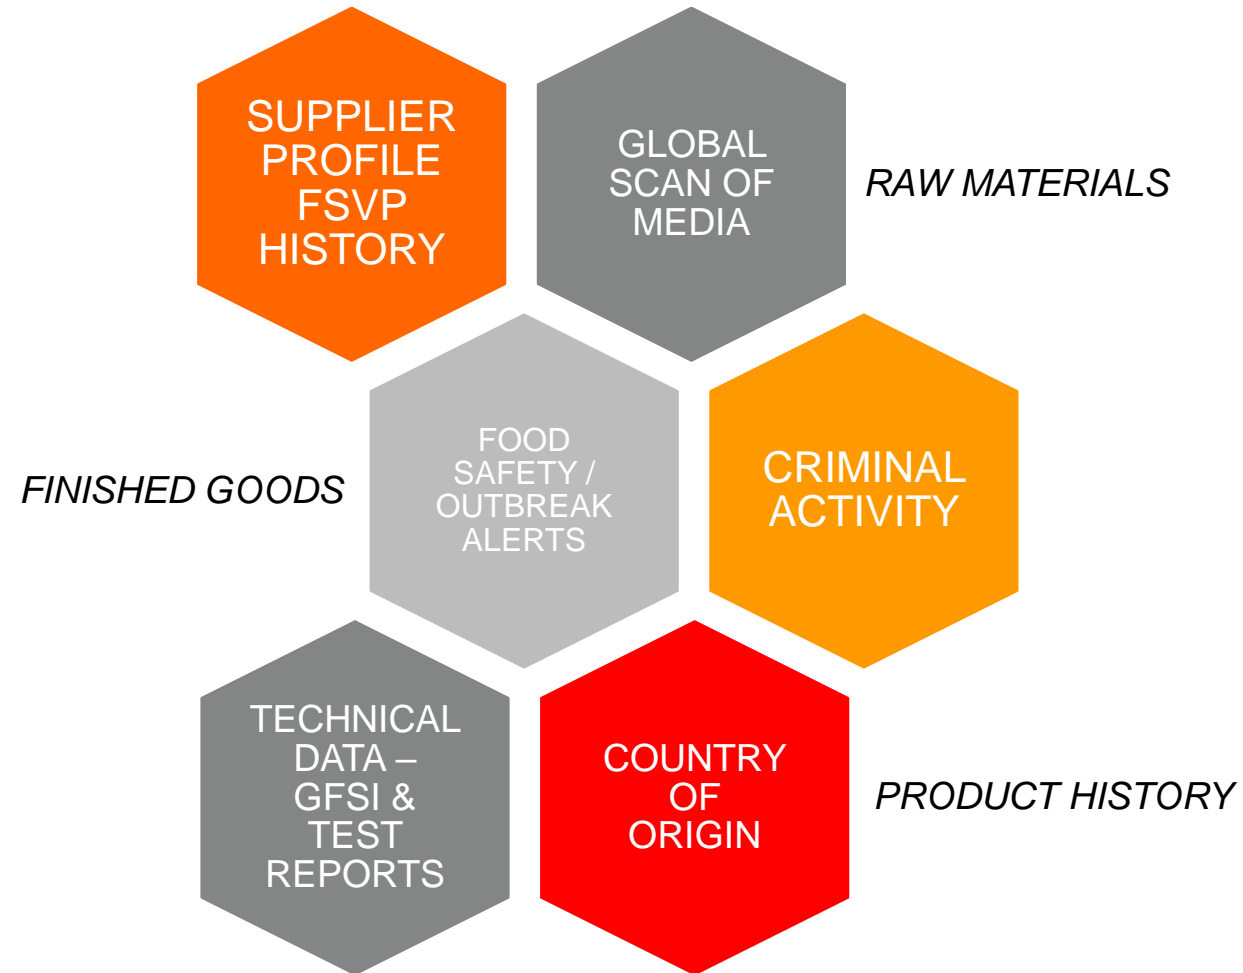 SUPPLIER
PROFILE
FSVP
HISTORY
GLOBAL
SCAN OF
MEDIA
RAW MATERIALS
FINISHED GOODS
FOOD
SAFETY /
OUTBREAK
ALERTS
CRIMINAL
ACTIVITY
TECHNICAL
DATA –
GFSI &
TEST
REPORTS
COUNTRY
OF
ORIGIN
PRODUCT HISTORY